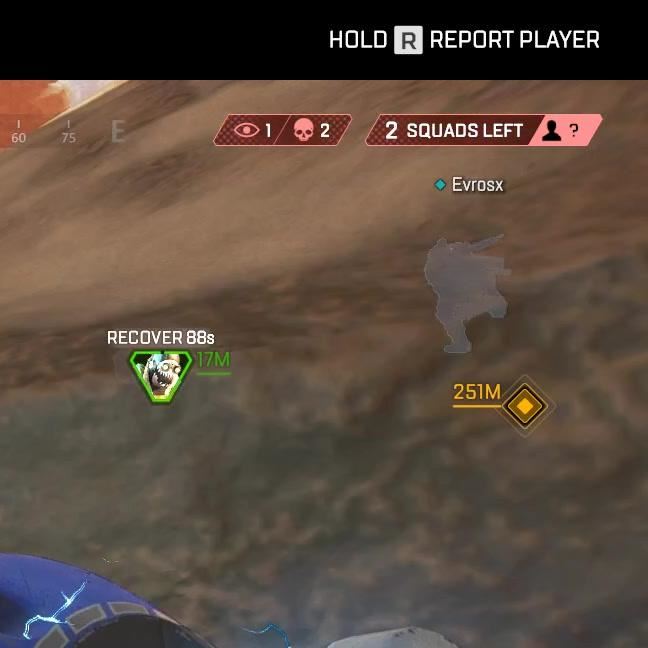 HOLD R REPORT PLAYER
60 75 E
1 2
2 SQUADS LEFT ?
Evrosx
RECOVER 88s
17M
251M